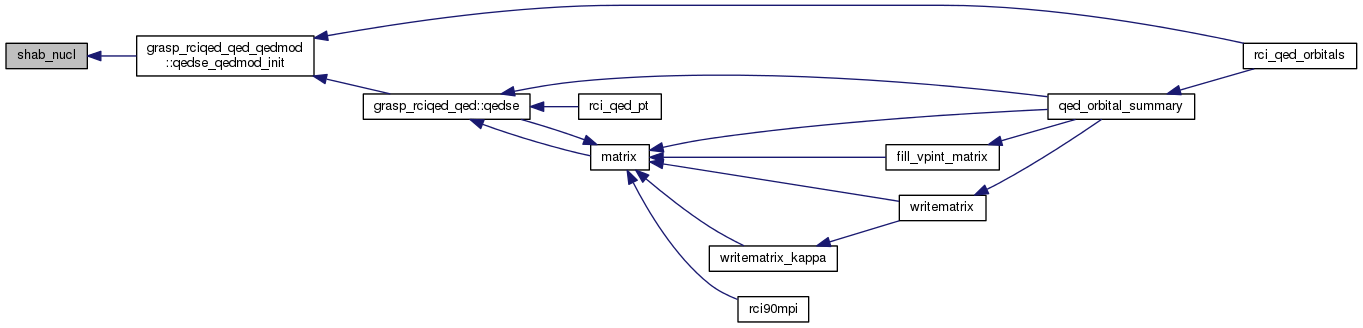 shab_nucl
grasp_rciqed_qed_qedmod
::qedse_qedmod_init
rci_qed_orbitals
grasp_rciqed_qed::qedse
rci_qed_pt
qed_orbital_summary
matrix
fill_vpint_matrix
writematrix
writematrix_kappa
rci90mpi